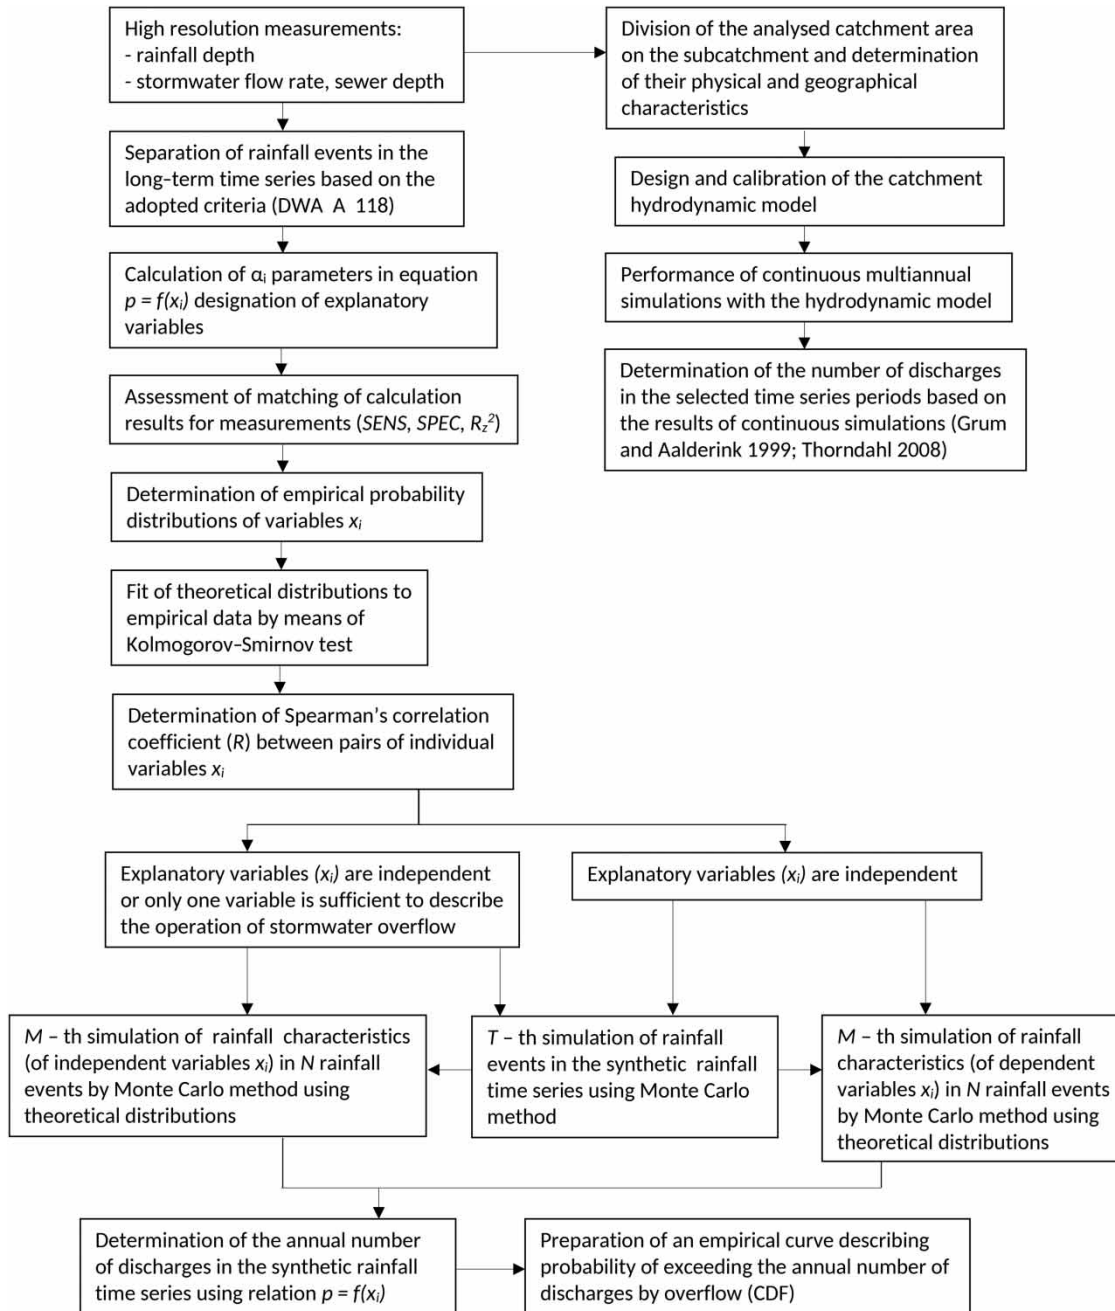 High resolution measurements:
- rainfall depth
- stormwater flow rate, sewer depth
Division of the analysed catchment area
on the subcatchment and determination
of their physical and geographical
characteristics
Separation of rainfall events in the
long–term time series based on the
adopted criteria (DWA A 118)
Design and calibration of the catchment
hydrodynamic model
Calculation of αᵢ parameters in equation
p = f(xᵢ) designation of explanatory
variables
Performance of continuous multiannual
simulations with the hydrodynamic model
Assessment of matching of calculation
results for measurements (SENS, SPEC, R_z²)
Determination of the number of discharges
in the selected time series periods based on
the results of continuous simulations (Grum
and Aalderink 1999; Thorndahl 2008)
Determination of empirical probability
distributions of variables xᵢ
Fit of theoretical distributions to
empirical data by means of
Kolmogorov–Smirnov test
Determination of Spearman's correlation
coefficient (R) between pairs of individual
variables xᵢ
Explanatory variables (xᵢ) are independent
or only one variable is sufficient to describe
the operation of stormwater overflow
Explanatory variables (xᵢ) are independent
M – th simulation of rainfall characteristics
(of independent variables xᵢ) in N rainfall
events by Monte Carlo method using
theoretical distributions
T – th simulation of rainfall
events in the synthetic rainfall
time series using Monte Carlo
method
M – th simulation of rainfall
characteristics (of dependent
variables xᵢ) in N rainfall events
by Monte Carlo method using
theoretical distributions
Determination of the annual number
of discharges in the synthetic rainfall
time series using relation p = f(xᵢ)
Preparation of an empirical curve describing
probability of exceeding the annual number of
discharges by overflow (CDF)